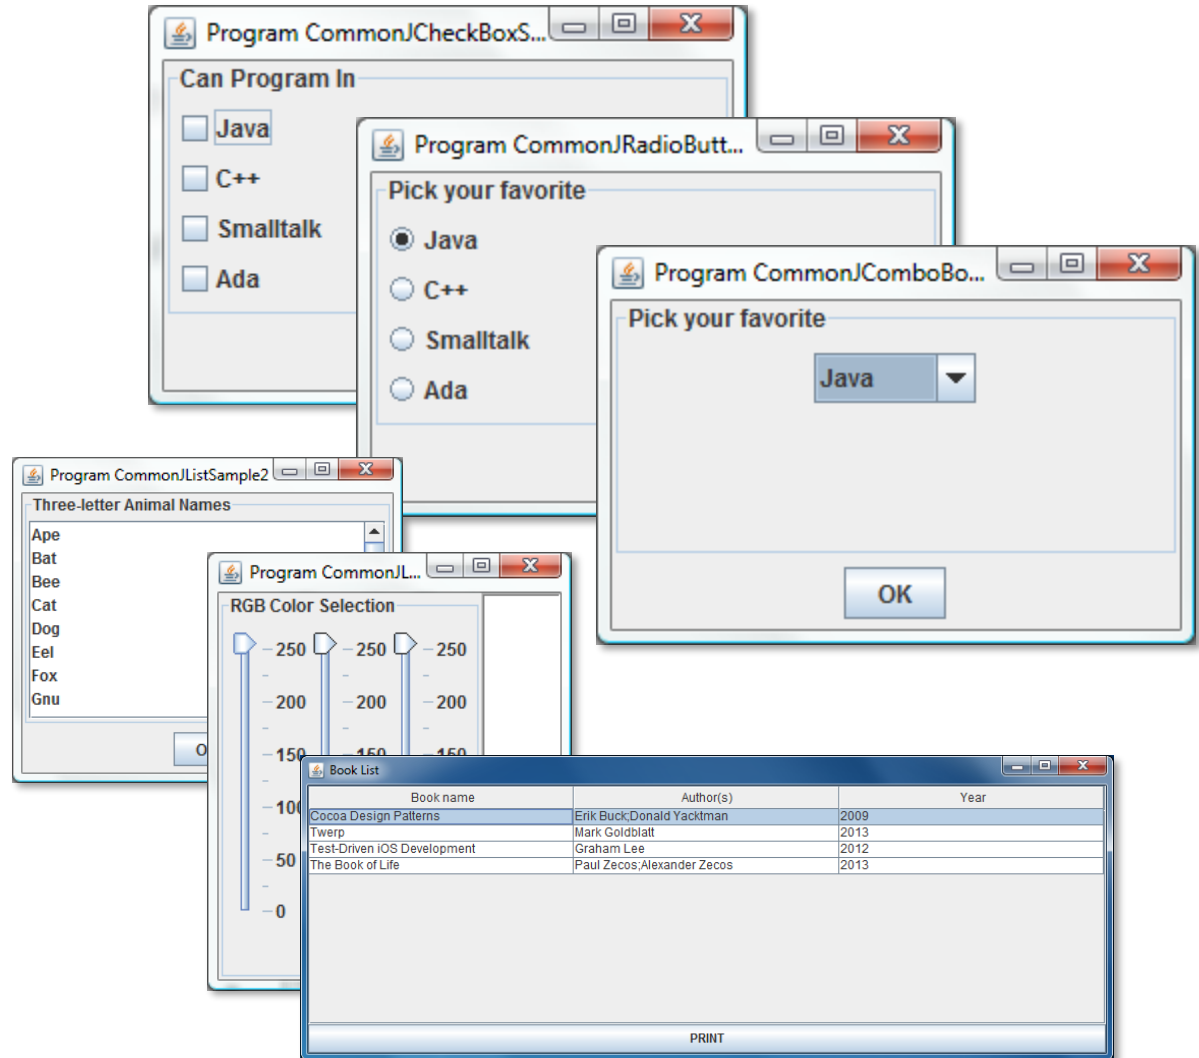 Program CommonJCheckBoxS...
Can Program In
Java
C++
Smalltalk
Ada
Program CommonJRadioButt...
Pick your favorite
Java
C++
Smalltalk
Ada
Program CommonJComboBo...
Pick your favorite
Java
OK
Program CommonJListSample2
Three-letter Animal Names
Ape
Bat
Bee
Cat
Dog
Eel
Fox
Gnu
Program CommonJL...
RGB Color Selection
250 250 250
200 200 200
150 150 150
100
50
0
Book List
Book name Author(s) Year
Cocoa Design Patterns Erik Buck;Donald Yacktman 2009
Twerp Mark Goldblatt 2013
Test-Driven iOS Development Graham Lee 2012
The Book of Life Paul Zecos;Alexander Zecos 2013
PRINT